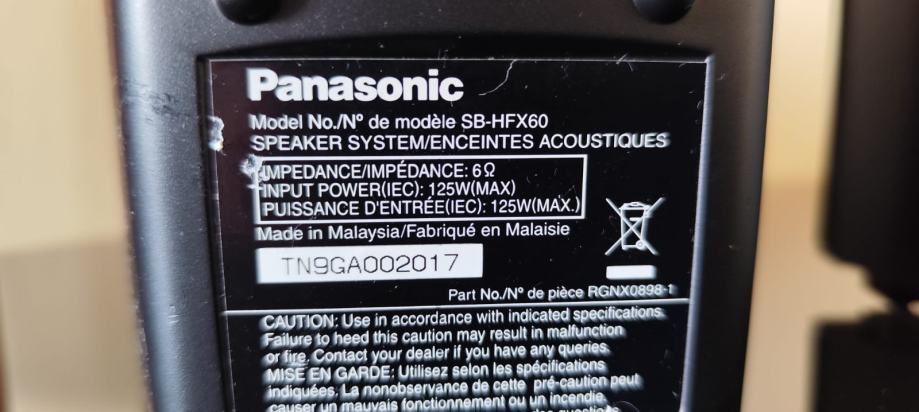 Panasonic
Model No./Nº de modèle SB-HFX60
SPEAKER SYSTEM/ENCEINTES ACOUSTIQUES
IMPEDANCE/IMPÉDANCE: 6Ω
INPUT POWER(IEC): 125W(MAX)
PUISSANCE D'ENTRÉE(IEC): 125W(MAX.)
Made in Malaysia/Fabriqué en Malaisie
TN9GA002017
Part No./Nº de pièce RGNX0898-1
CAUTION: Use in accordance with indicated specifications.
Failure to heed this caution may result in malfunction
or fire. Contact your dealer if you have any queries.
MISE EN GARDE: Utilisez selon les spécifications
indiquées. La nonobservance de cette pré-caution peut
causer un mauvais fonctionnement ou un incendie.